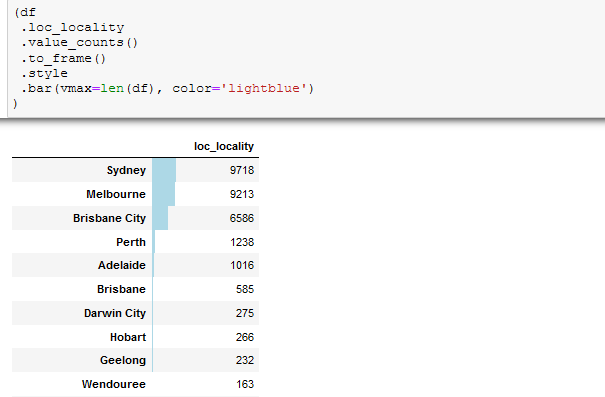 (df
.loc_locality
.value_counts()
.to_frame()
.style
.bar(vmax=len(df), color='lightblue')
)
loc_locality
Sydney 9718
Melbourne 9213
Brisbane City 6586
Perth 1238
Adelaide 1016
Brisbane 585
Darwin City 275
Hobart 266
Geelong 232
Wendouree 163